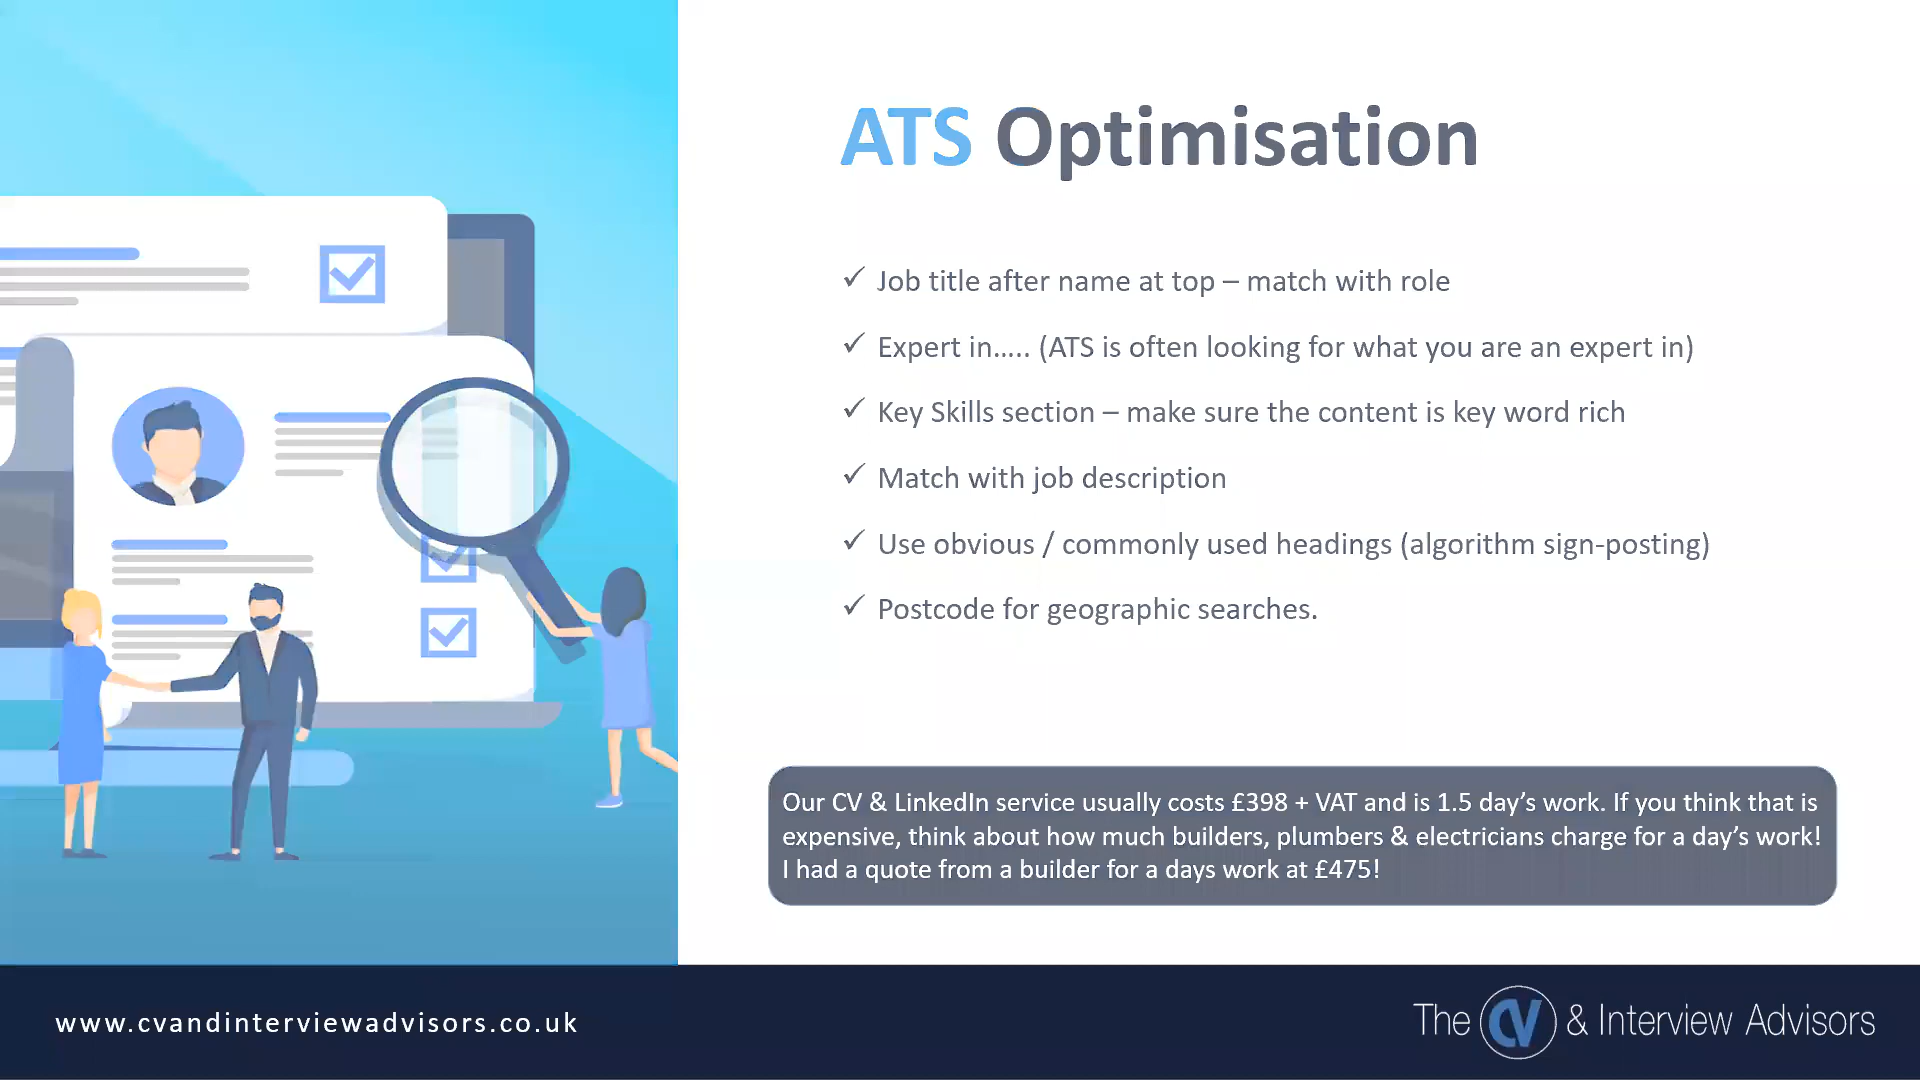 ATS Optimisation
✓ Job title after name at top – match with role
✓ Expert in..... (ATS is often looking for what you are an expert in)
✓ Key Skills section – make sure the content is key word rich
✓ Match with job description
✓ Use obvious / commonly used headings (algorithm sign-posting)
✓ Postcode for geographic searches.
Our CV & LinkedIn service usually costs £398 + VAT and is 1.5 day’s work. If you think that is
expensive, think about how much builders, plumbers & electricians charge for a day’s work!
I had a quote from a builder for a days work at £475!
www.cvandinterviewadvisors.co.uk
The CV & Interview Advisors